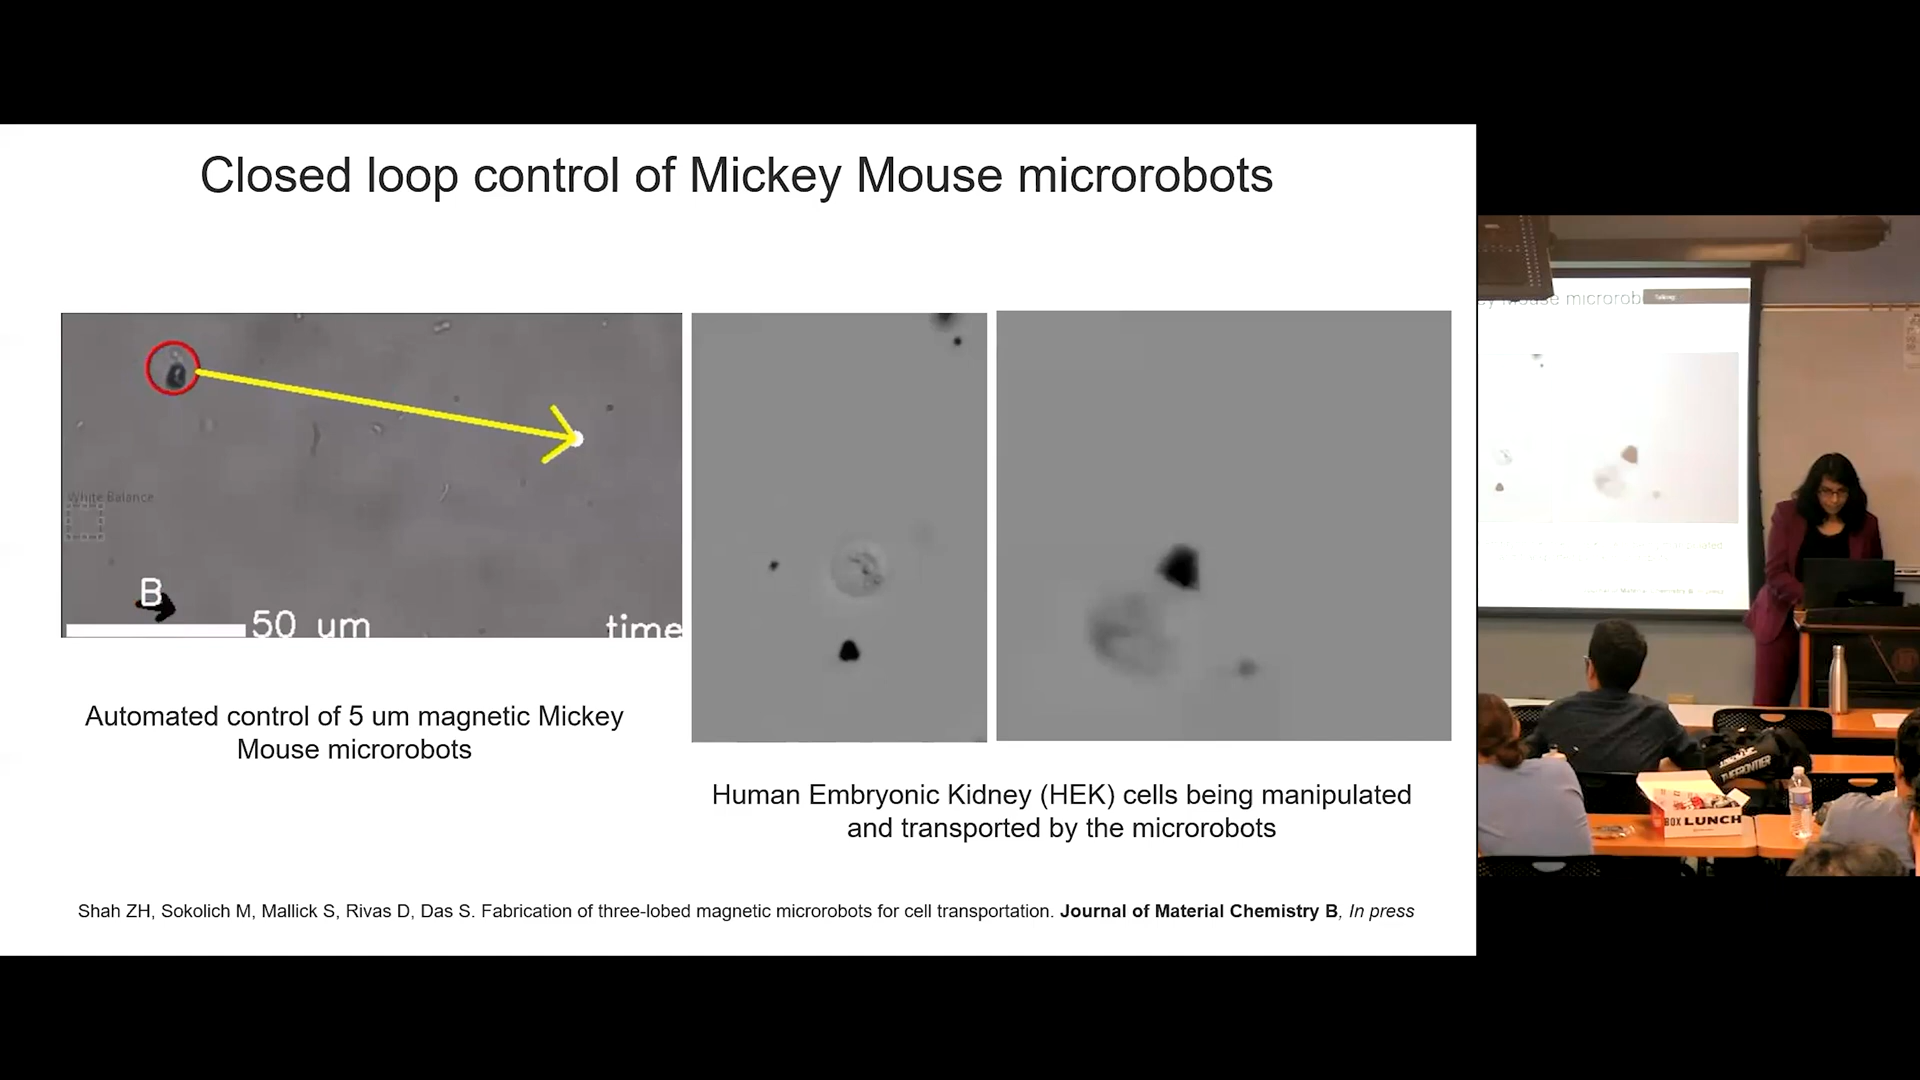 Closed loop control of Mickey Mouse microrobots
White Balance
B
50 um
time
Automated control of 5 um magnetic Mickey
Mouse microrobots
Human Embryonic Kidney (HEK) cells being manipulated
and transported by the microrobots
Shah ZH, Sokolich M, Mallick S, Rivas D, Das S. Fabrication of three-lobed magnetic microrobots for cell transportation. Journal of Material Chemistry B, In press
ey Mouse microrob
Talking:
BOX LUNCH